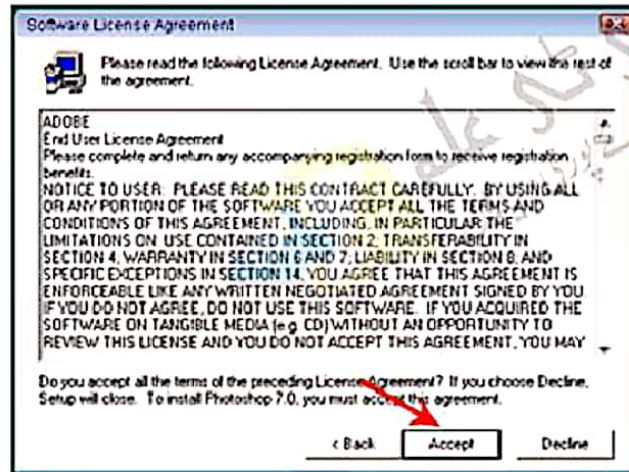 Software License Agreement
Please read the following License Agreement. Use the scroll bar to view the rest of
the agreement.
ADOBE
End User License Agreement
Please complete and return any accompanying registration form to receive registration
benefits.
NOTICE TO USER: PLEASE READ THIS CONTRACT CAREFULLY. BY USING ALL
OR ANY PORTION OF THE SOFTWARE YOU ACCEPT ALL THE TERMS AND
CONDITIONS OF THIS AGREEMENT, INCLUDING, IN PARTICULAR THE
LIMITATIONS ON: USE CONTAINED IN SECTION 2; TRANSFERABILITY IN
SECTION 4; WARRANTY IN SECTION 6 AND 7; LIABILITY IN SECTION 8; AND
SPECIFIC EXCEPTIONS IN SECTION 14. YOU AGREE THAT THIS AGREEMENT IS
ENFORCEABLE LIKE ANY WRITTEN NEGOTIATED AGREEMENT SIGNED BY YOU.
IF YOU DO NOT AGREE, DO NOT USE THIS SOFTWARE. IF YOU ACQUIRED THE
SOFTWARE ON TANGIBLE MEDIA (e.g. CD) WITHOUT AN OPPORTUNITY TO
REVIEW THIS LICENSE AND YOU DO NOT ACCEPT THIS AGREEMENT, YOU MAY
Do you accept all the terms of the preceding License Agreement? If you choose Decline,
Setup will close. To install Photoshop 7.0, you must accept this agreement.
< Back
Accept
Decline